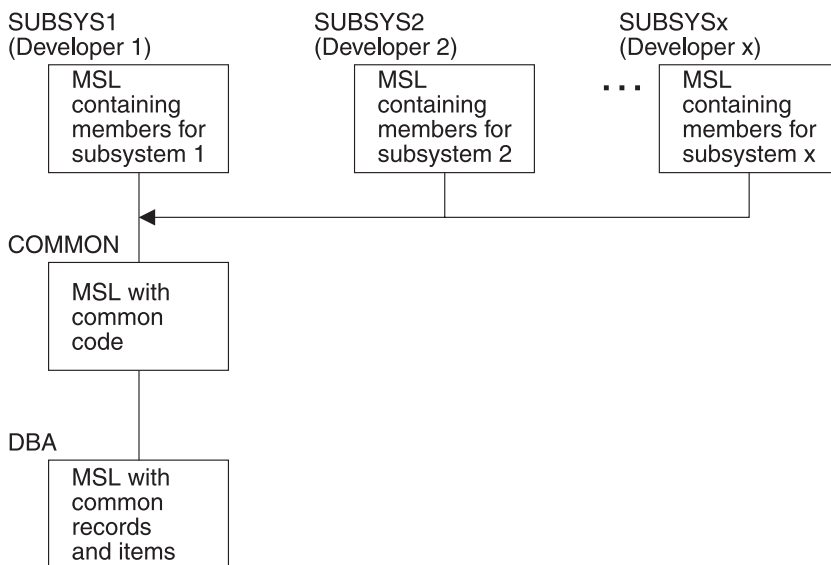 SUBSYS1
(Developer 1)
MSL
containing
members for
subsystem 1
SUBSYS2
(Developer 2)
MSL
containing
members for
subsystem 2
...
SUBSYSx
(Developer x)
MSL
containing
members for
subsystem x
COMMON
MSL with
common
code
DBA
MSL with
common
records
and items